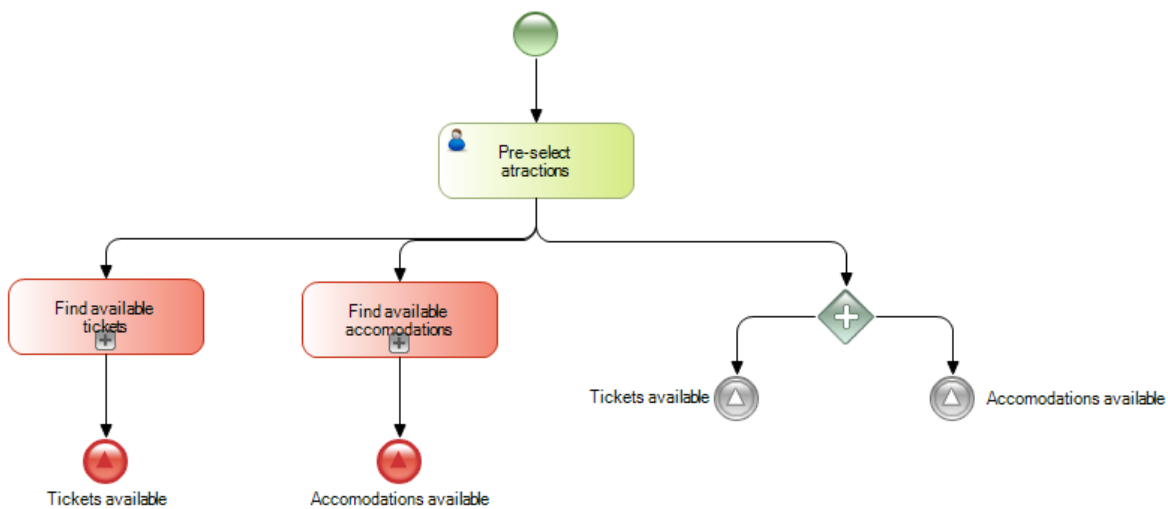 Pre-select
atractions
Find available
tickets
Find available
accomodations
Tickets available
Accomodations available
Tickets available
Accomodations available